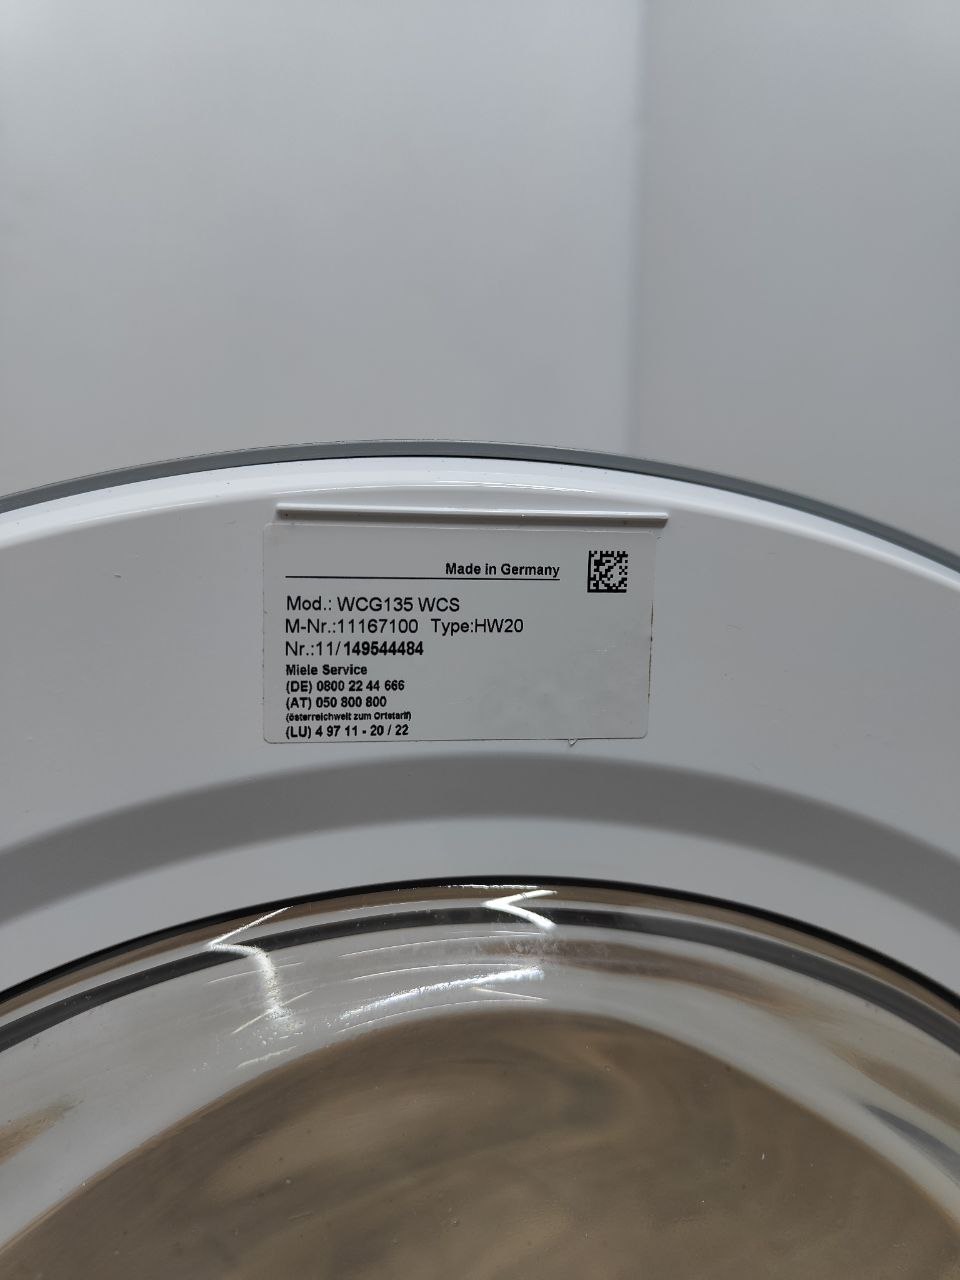 Made in Germany
Mod.: WCG135 WCS
M-Nr.:11167100 Type:HW20
Nr.:11/149544484
Miele Service
(DE) 0800 22 44 666
(AT) 050 800 800
(österreichweit zum Ortstarif)
(LU) 4 97 11 - 20 / 22